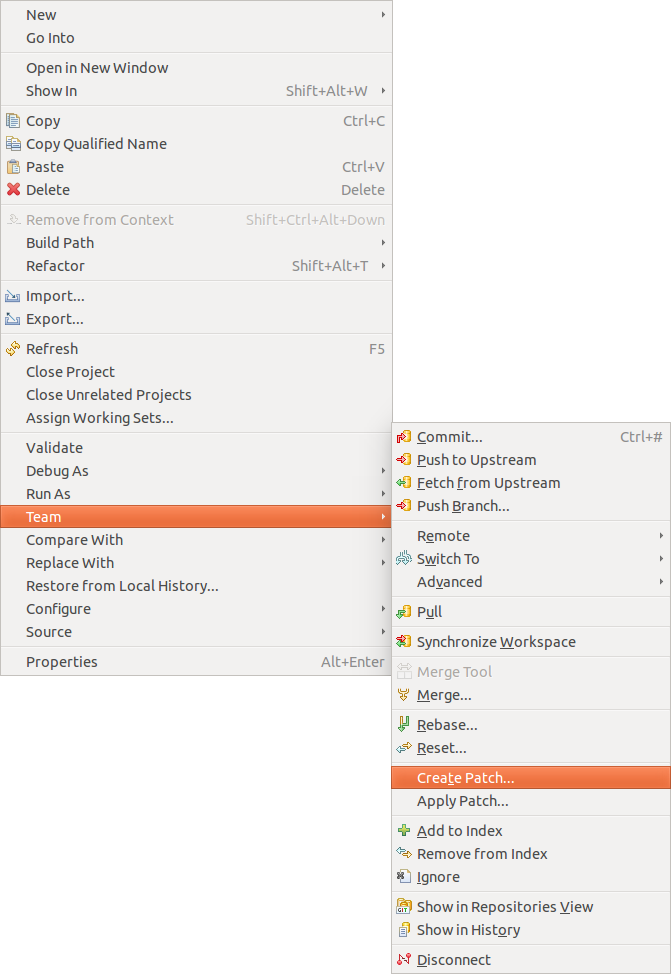 New
Go Into
Open in New Window
Show In Shift+Alt+W
Copy Ctrl+C
Copy Qualified Name
Paste Ctrl+V
Delete Delete
Remove from Context Shift+Ctrl+Alt+Down
Build Path
Refactor Shift+Alt+T
Import...
Export...
Refresh F5
Close Project
Close Unrelated Projects
Assign Working Sets...
Validate
Debug As
Run As
Team
Compare With
Replace With
Restore from Local History...
Configure
Source
Properties Alt+Enter
Commit... Ctrl+#
Push to Upstream
Fetch from Upstream
Push Branch...
Remote
Switch To
Advanced
Pull
Synchronize Workspace
Merge Tool
Merge...
Rebase...
Reset...
Create Patch...
Apply Patch...
Add to Index
Remove from Index
Ignore
GIT Show in Repositories View
Show in History
Disconnect